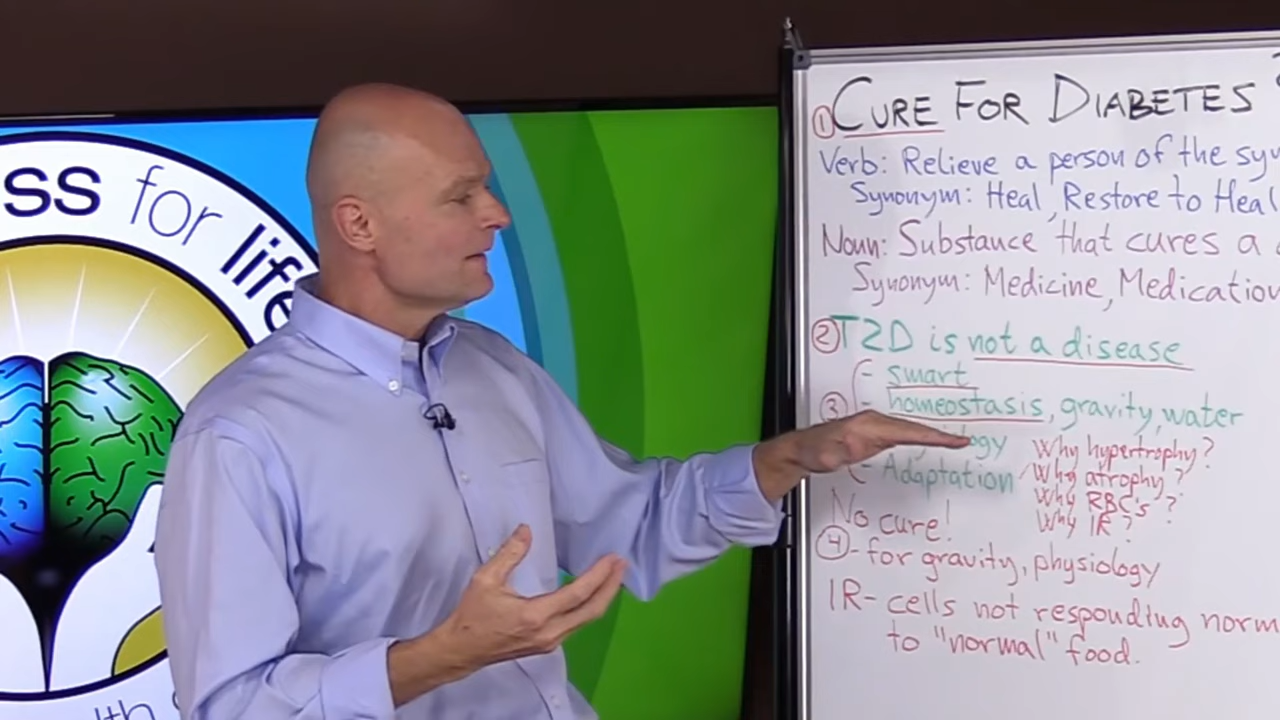 ss for life
① CURE FOR DIABETES ?
Verb: Relieve a person of the sy
Synonym: Heal, Restore to Heal
Noun: Substance that cures a
Synonym: Medicine, Medication
② T2D is not a disease
- smart
③ - homeostasis, gravity, water
ology Why hypertrophy?
- Adaptation Why atrophy?
Why RBC's?
Why IR?
No cure!
④ - for gravity, physiology
IR- cells not responding norm
to "normal" food.
lth